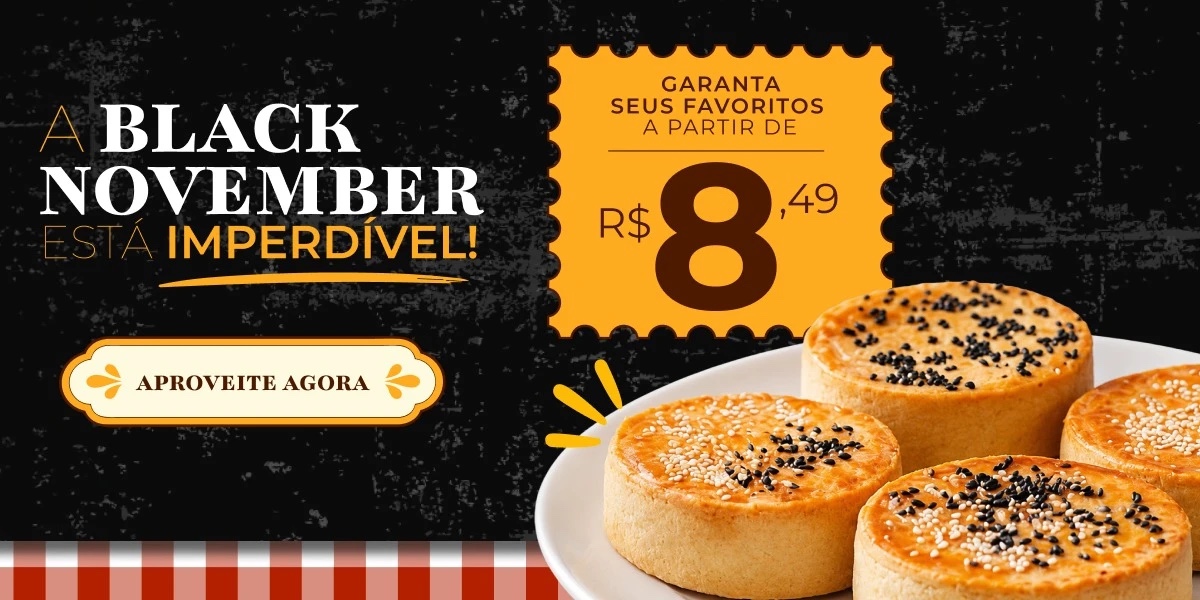 A BLACK
NOVEMBER
ESTÁ IMPERDÍVEL!
APROVEITE AGORA
GARANTA
SEUS FAVORITOS
A PARTIR DE
R$8,49